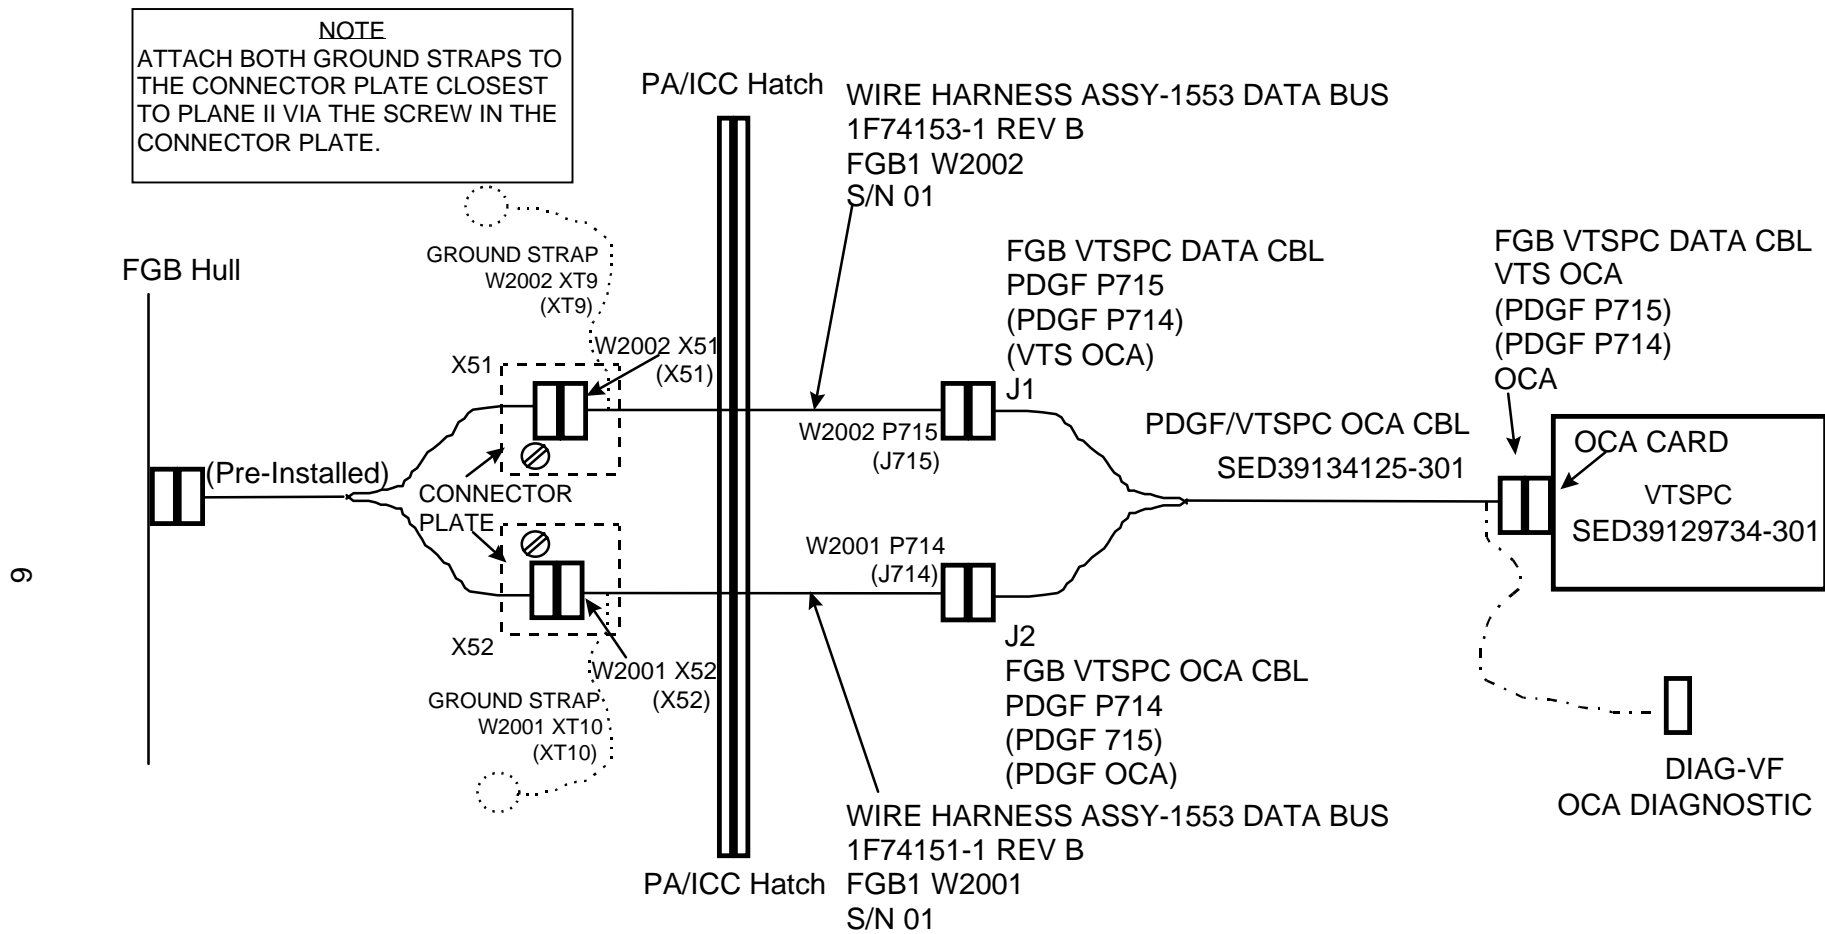 NOTE
ATTACH BOTH GROUND STRAPS TO
THE CONNECTOR PLATE CLOSEST
TO PLANE II VIA THE SCREW IN THE
CONNECTOR PLATE.
PA/ICC Hatch
WIRE HARNESS ASSY-1553 DATA BUS
1F74153-1 REV B
FGB1 W2002
S/N 01
FGB Hull
GROUND STRAP
W2002 XT9
(XT9)
X51
W2002 X51
(X51)
FGB VTSPC DATA CBL
PDGF P715
(PDGF P714)
(VTS OCA)
J1
FGB VTSPC DATA CBL
VTS OCA
(PDGF P715)
(PDGF P714)
OCA
W2002 P715
(J715)
PDGF/VTSPC OCA CBL
SED39134125-301
OCA CARD
VTSPC
SED39129734-301
(Pre-Installed)
CONNECTOR
PLATE
W2001 P714
(J714)
9
X52
W2001 X52
(X52)
GROUND STRAP
W2001 XT10
(XT10)
J2
FGB VTSPC OCA CBL
PDGF P714
(PDGF 715)
(PDGF OCA)
DIAG-VF
OCA DIAGNOSTIC
PA/ICC Hatch
WIRE HARNESS ASSY-1553 DATA BUS
1F74151-1 REV B
FGB1 W2001
S/N 01